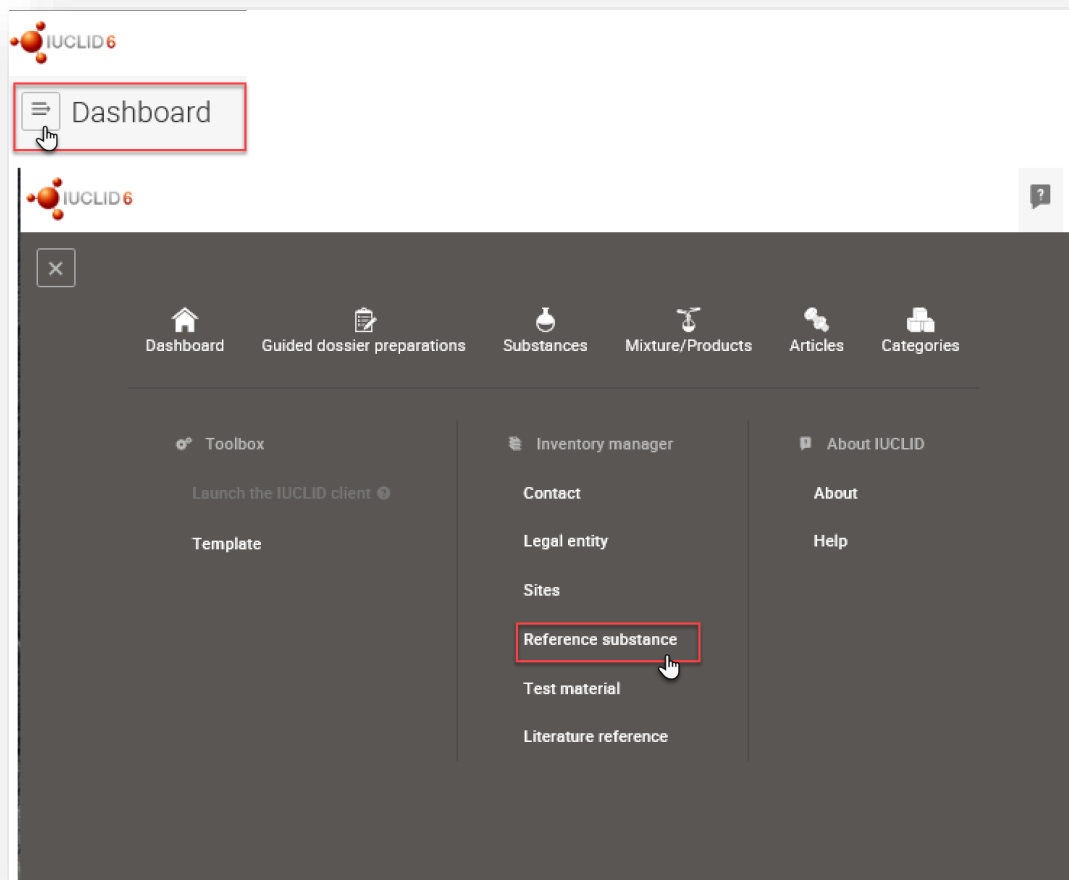 IUCLID 6
Dashboard
IUCLID 6
Dashboard
Guided dossier preparations
Substances
Mixture/Products
Articles
Categories
Toolbox
Launch the IUCLID client
Template
Inventory manager
Contact
Legal entity
Sites
Reference substance
Test material
Literature reference
About IUCLID
About
Help